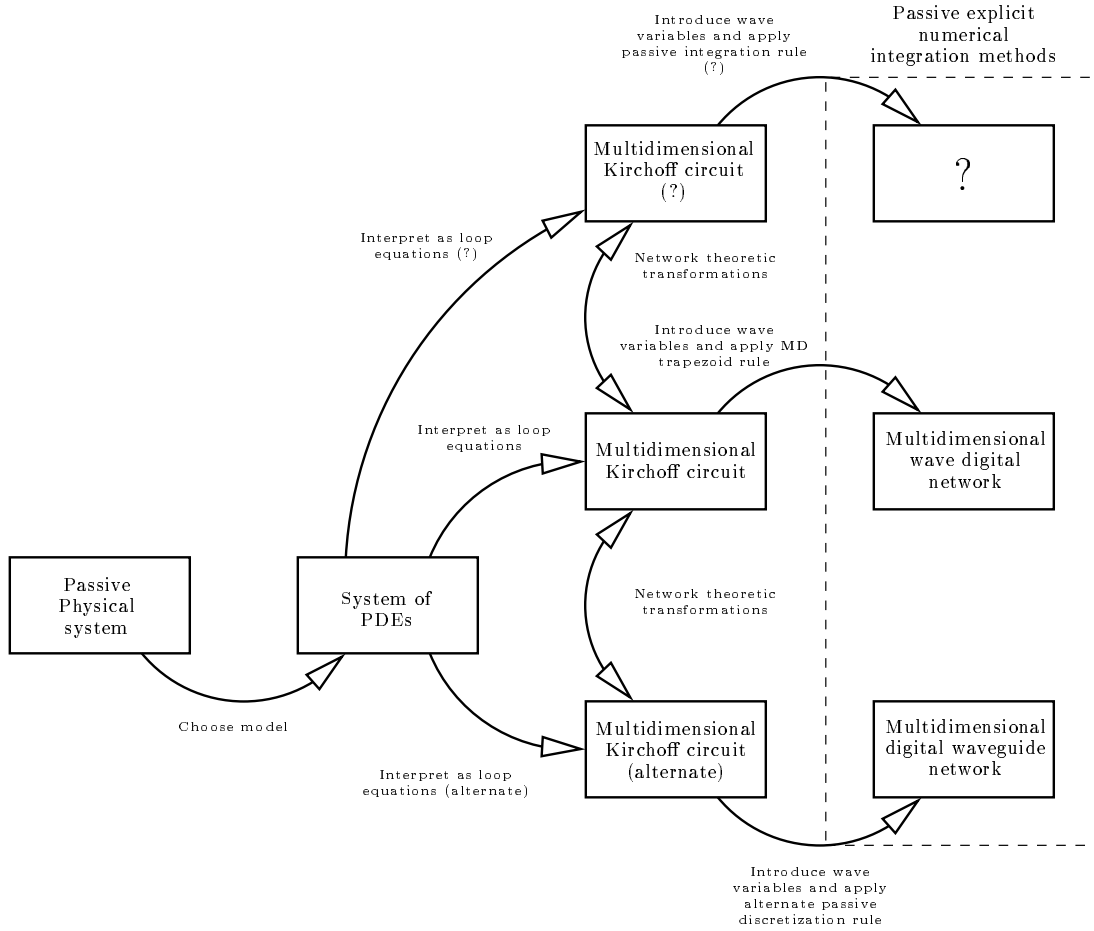 Introduce wave
variables and apply
passive integration rule
(?)
Passive explicit
numerical
integration methods
Multidimensional
Kirchoff circuit
(?)
?
Interpret as loop
equations (?)
Network theoretic
transformations
Introduce wave
variables and apply MD
trapezoid rule
Interpret as loop
equations
Multidimensional
Kirchoff circuit
Multidimensional
wave digital
network
Passive
Physical
system
System of
PDEs
Network theoretic
transformations
Choose model
Interpret as loop
equations (alternate)
Multidimensional
Kirchoff circuit
(alternate)
Multidimensional
digital waveguide
network
Introduce wave
variables and apply
alternate passive
discretization rule